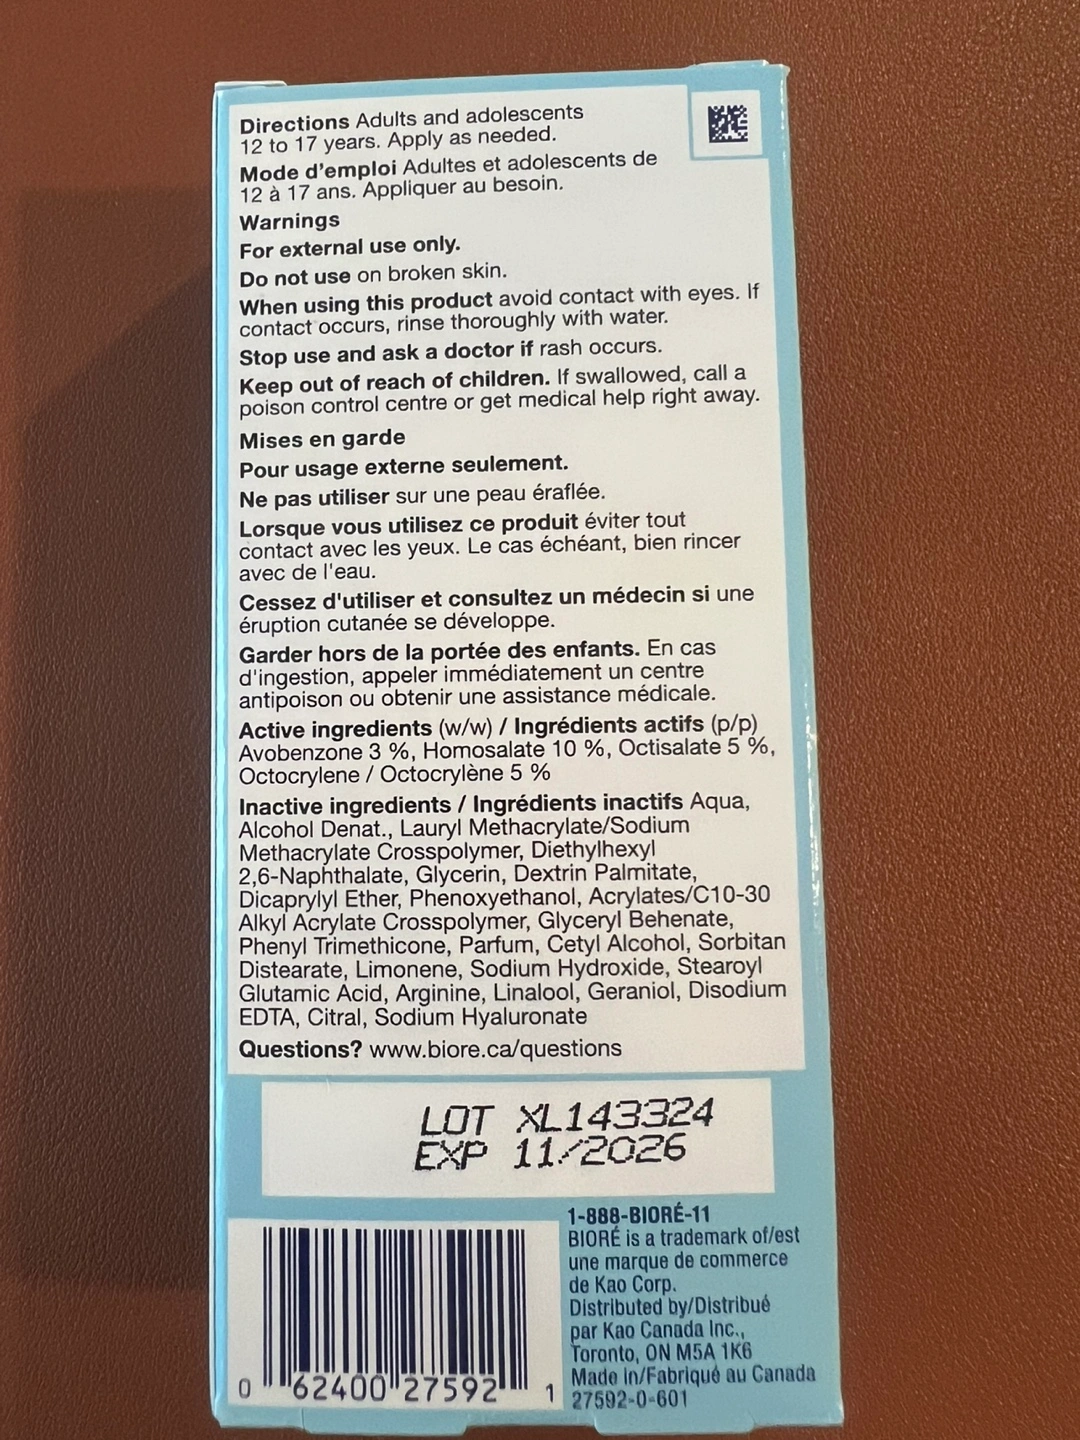 Directions Adults and adolescents
12 to 17 years. Apply as needed.
Mode d'emploi Adultes et adolescents de
12 à 17 ans. Appliquer au besoin.
Warnings
For external use only.
Do not use on broken skin.
When using this product avoid contact with eyes. If
contact occurs, rinse thoroughly with water.
Stop use and ask a doctor if rash occurs.
Keep out of reach of children. If swallowed, call a
poison control centre or get medical help right away.
Mises en garde
Pour usage externe seulement.
Ne pas utiliser sur une peau éraflée.
Lorsque vous utilisez ce produit éviter tout
contact avec les yeux. Le cas échéant, bien rincer
avec de l'eau.
Cessez d'utiliser et consultez un médecin si une
éruption cutanée se développe.
Garder hors de la portée des enfants. En cas
d'ingestion, appeler immédiatement un centre
antipoison ou obtenir une assistance médicale.
Active ingredients (w/w) / Ingrédients actifs (p/p)
Avobenzone 3 %, Homosalate 10 %, Octisalate 5 %,
Octocrylene / Octocrylène 5 %
Inactive ingredients / Ingrédients inactifs Aqua,
Alcohol Denat., Lauryl Methacrylate/Sodium
Methacrylate Crosspolymer, Diethylhexyl
2,6-Naphthalate, Glycerin, Dextrin Palmitate,
Dicaprylyl Ether, Phenoxyethanol, Acrylates/C10-30
Alkyl Acrylate Crosspolymer, Glyceryl Behenate,
Phenyl Trimethicone, Parfum, Cetyl Alcohol, Sorbitan
Distearate, Limonene, Sodium Hydroxide, Stearoyl
Glutamic Acid, Arginine, Linalool, Geraniol, Disodium
EDTA, Citral, Sodium Hyaluronate
Questions? www.biore.ca/questions
LOT XL143324
EXP 11/2026
0 62400 27592 1
1-888-BIORÉ-11
BIORÉ is a trademark of/est
une marque de commerce
de Kao Corp.
Distributed by/Distribué
par Kao Canada Inc.,
Toronto, ON M5A 1K6
Made in/Fabriqué au Canada
27592-0-601